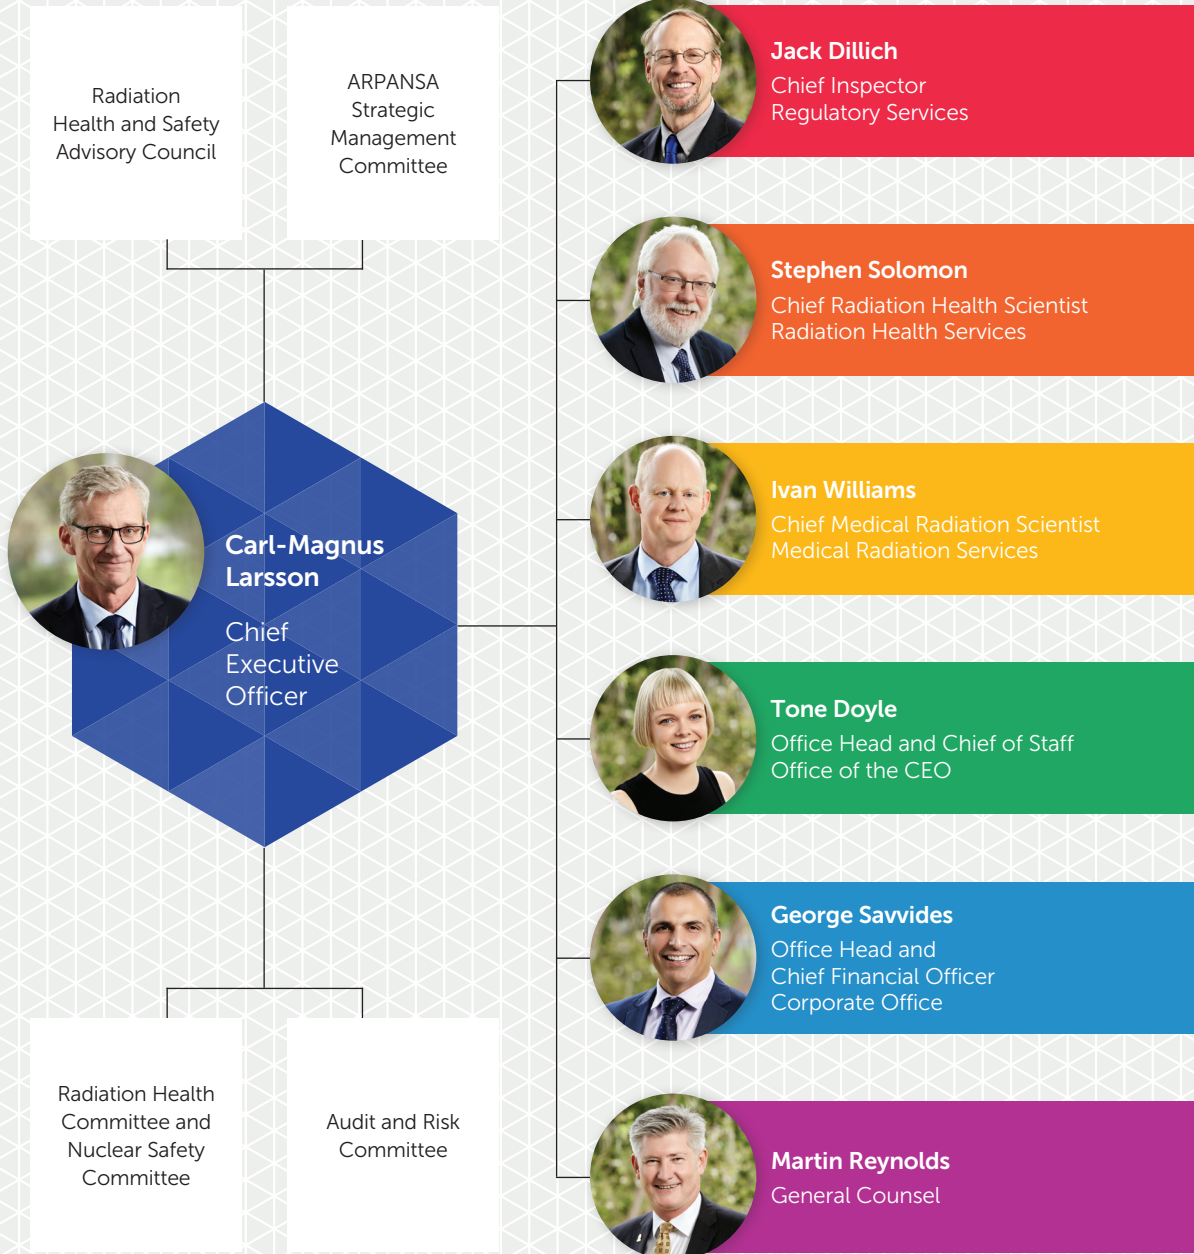 Radiation
Health and Safety
Advisory Council
ARPANSA
Strategic
Management
Committee
Carl-Magnus
Larsson
Chief
Executive
Officer
Radiation Health
Committee and
Nuclear Safety
Committee
Audit and Risk
Committee
Jack Dillich
Chief Inspector
Regulatory Services
Stephen Solomon
Chief Radiation Health Scientist
Radiation Health Services
Ivan Williams
Chief Medical Radiation Scientist
Medical Radiation Services
Tone Doyle
Office Head and Chief of Staff
Office of the CEO
George Savvides
Office Head and
Chief Financial Officer
Corporate Office
Martin Reynolds
General Counsel